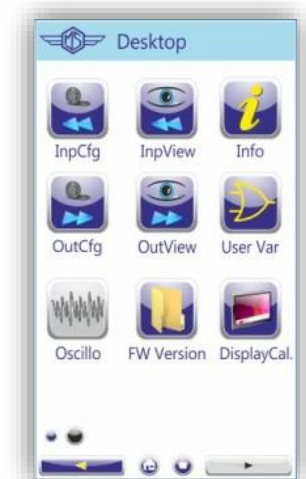 Desktop
InpCfg InpView Info
OutCfg OutView User Var
Oscillo FW Version DisplayCal.